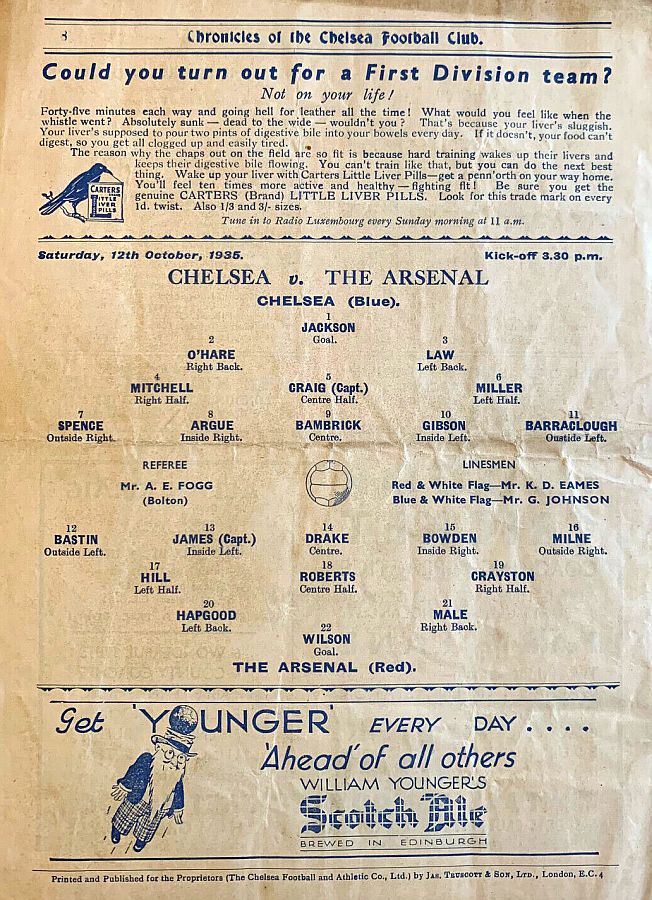 8 Chronicles of the Chelsea Football Club.
Could you turn out for a First Division team?
Not on your life!
Forty-five minutes each way and going hell for leather all the time! What would you feel like when the
whistle went? Absolutely sunk — dead to the wide — wouldn't you? That's because your liver's sluggish.
Your liver's supposed to pour two pints of digestive bile into your bowels every day. If it doesn't, your food can't
digest, so you get all clogged up and easily tired.
The reason why the chaps out on the field are so fit is because hard training wakes up their livers and
keeps their digestive bile flowing. You can't train like that, but you can do the next best
thing. Wake up your liver with Carters Little Liver Pills—get a penn'orth on your way home.
You'll feel ten times more active and healthy—fighting fit! Be sure you get the
genuine CARTERS (Brand) LITTLE LIVER PILLS. Look for this trade mark on every
1d. twist. Also 1/3 and 3/- sizes.
CARTERS
LITTLE
LIVER
PILLS
Tune in to Radio Luxembourg every Sunday morning at 11 a.m.
Saturday, 12th October, 1935. Kick-off 3.30 p.m.
CHELSEA v. THE ARSENAL
CHELSEA (Blue).
1
JACKSON
Goal.
2 3
O'HARE LAW
Right Back. Left Back.
4 5 6
MITCHELL CRAIG (Capt.) MILLER
Right Half. Centre Half. Left Half.
7 8 9 10 11
SPENCE ARGUE BAMBRICK GIBSON BARRACLOUGH
Outside Right. Inside Right. Centre. Inside Left. Oustide Left.
REFEREE LINESMEN
Mr. A. E. FOGG Red & White Flag—Mr. K. D. EAMES
(Bolton) Blue & White Flag—Mr. G. JOHNSON
12 13 14 15 16
BASTIN JAMES (Capt.) DRAKE BOWDEN MILNE
Outside Left. Inside Left. Centre. Inside Right. Outside Right.
17 18 19
HILL ROBERTS CRAYSTON
Left Half. Centre Half. Right Half.
20 21
HAPGOOD MALE
Left Back. Right Back.
22
WILSON
Goal.
THE ARSENAL (Red).
Get 'YOUNGER' EVERY DAY....
'Ahead' of all others
WILLIAM YOUNGER'S
Scotch Ale
BREWED IN EDINBURGH
Printed and Published for the Proprietors (The Chelsea Football and Athletic Co., Ltd.) by JAS. TRUSCOTT & SON, LTD., London, E.C. 4